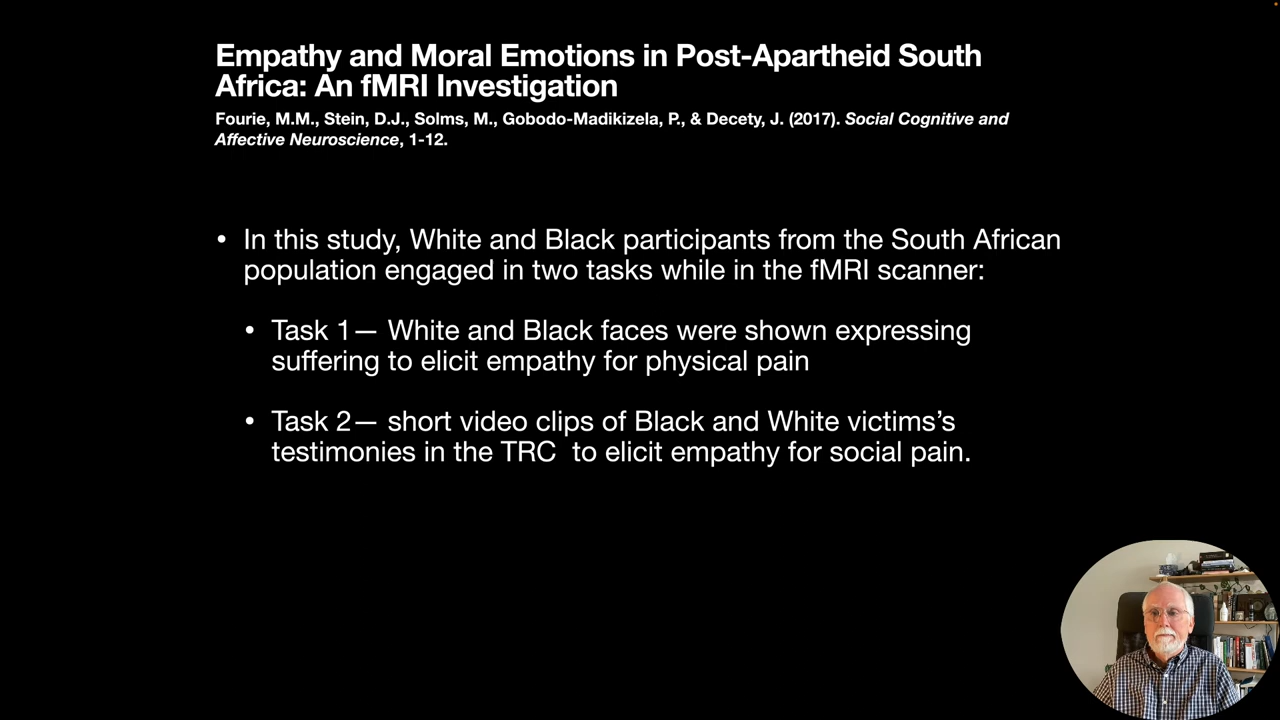 Empathy and Moral Emotions in Post-Apartheid South
Africa: An fMRI Investigation
Fourie, M.M., Stein, D.J., Solms, M., Gobodo-Madikizela, P., & Decety, J. (2017). Social Cognitive and
Affective Neuroscience, 1-12.
• In this study, White and Black participants from the South African
population engaged in two tasks while in the fMRI scanner:
• Task 1— White and Black faces were shown expressing
suffering to elicit empathy for physical pain
• Task 2— short video clips of Black and White victims’s
testimonies in the TRC  to elicit empathy for social pain.